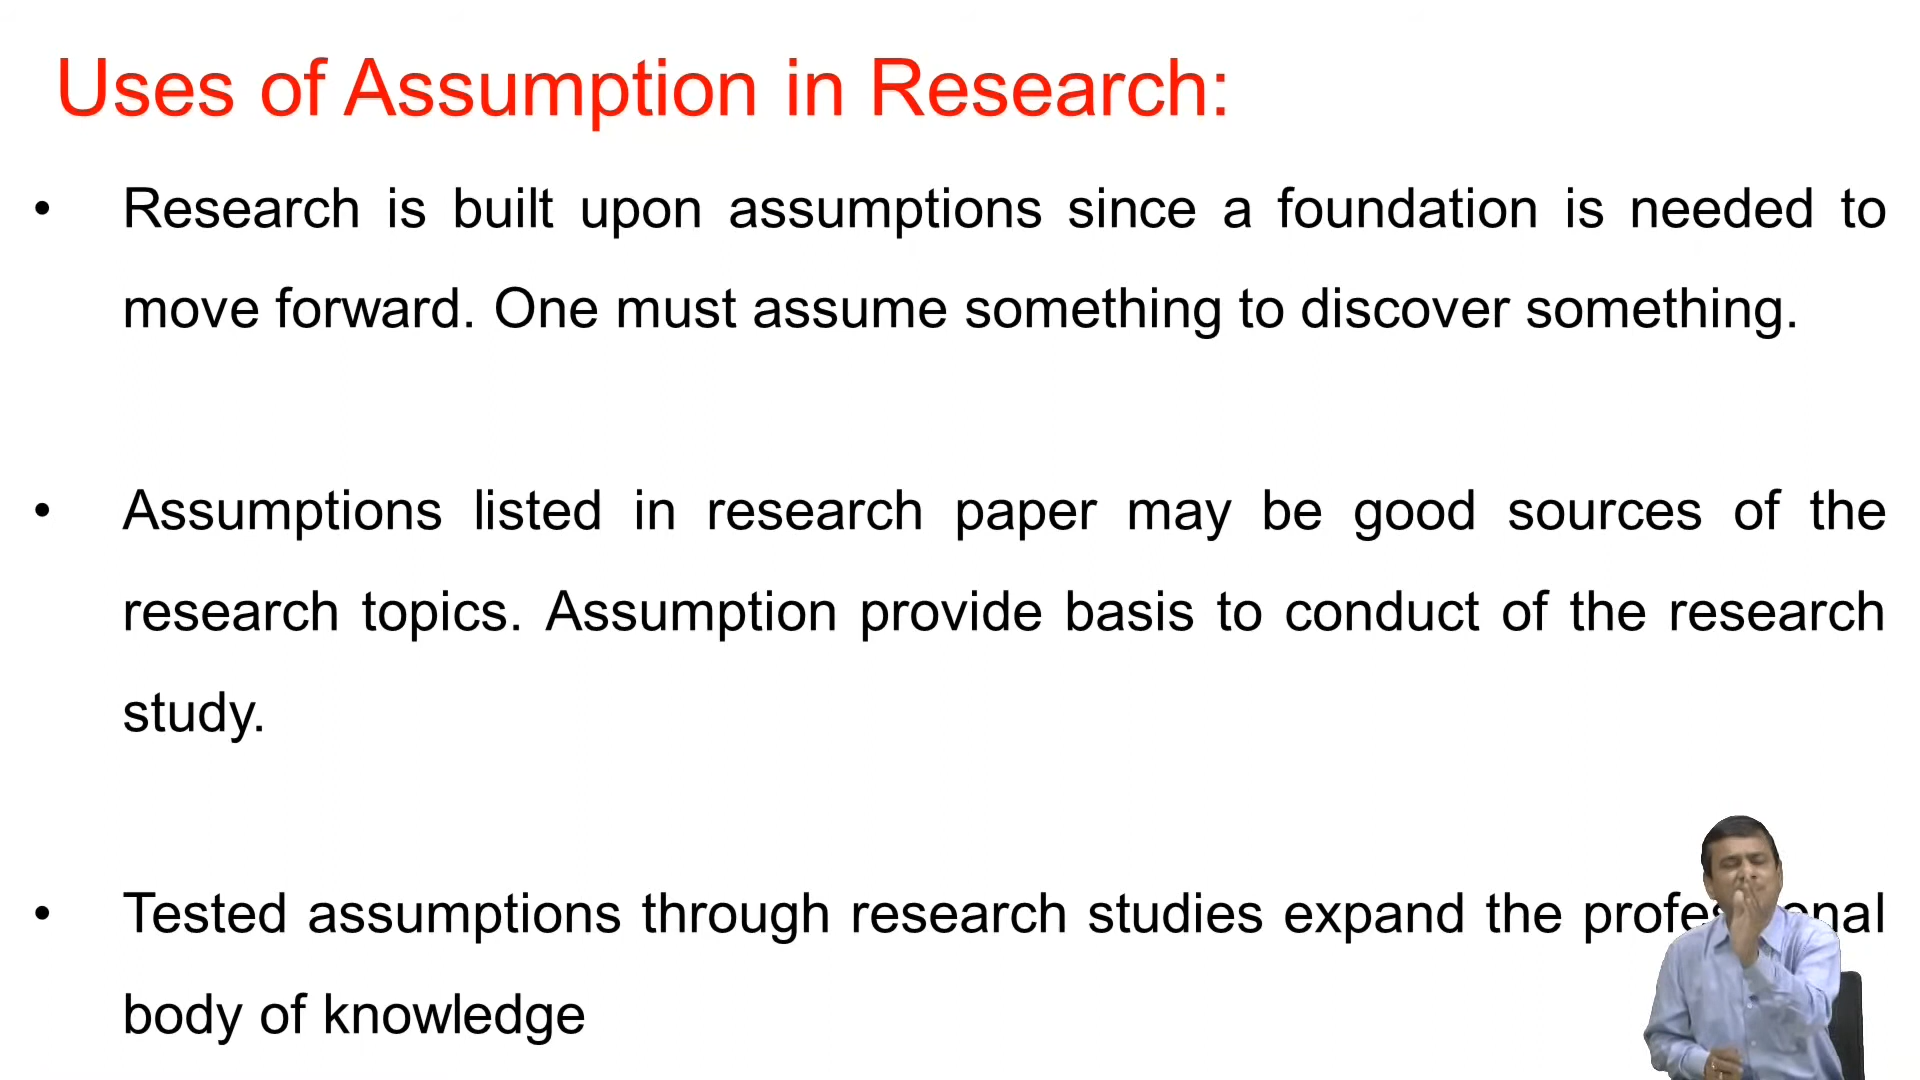 Uses of Assumption in Research:
• Research is built upon assumptions since a foundation is needed to
move forward. One must assume something to discover something.
• Assumptions listed in research paper may be good sources of the
research topics. Assumption provide basis to conduct of the research
study.
• Tested assumptions through research studies expand the
body of knowledge